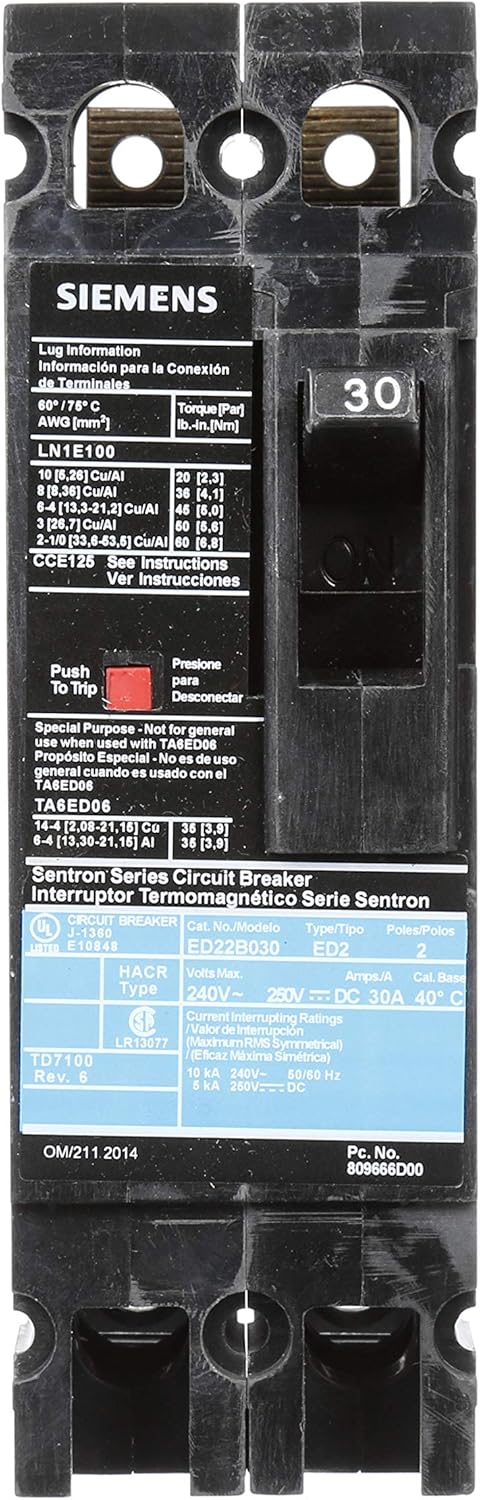 SIEMENS
Lug Information
Información para la Conexión
de Terminales
60°/75° C
AWG [mm²]
Torque [Par]
lb.-in.[Nm]
LN1E100
10 [5,26] Cu/Al 20 [2,3]
8 [8,36] Cu/Al 36 [4,1]
6-4 [13,3-21,2] Cu/Al 45 [5,0]
3 [26,7] Cu/Al 50 [5,6]
2-1/0 [33,6-53,5] Cu/Al 60 [6,8]
CCE125 See Instructions
Ver Instrucciones
30
ON
Push
To Trip
Presione
para
Desconectar
Special Purpose - Not for general
use when used with TA6ED06
Propósito Especial - No es de uso
general cuando es usado con el
TA6ED06
TA6ED06
14-4 [2,08-21,15] Cu 35 [3,9]
6-4 [13,30-21,15] Al 35 [3,9]
Sentron Series Circuit Breaker
Interruptor Termomagnético Serie Sentron
UL
LISTED
CIRCUIT BREAKER
J-1360
E10848
Cat. No./Modelo Type/Tipo Poles/Polos
ED22B030 ED2 2
HACR
Type
Volts Max. Amps./A Cal. Base
240V~ 250V⎓DC 30A 40° C
LR13077
Current Interrupting Ratings
/Valor de Interrupción
(Maximum RMS Symmetrical)
/(Eficaz Máxima Simétrica)
10 kA 240V~ 50/60 Hz
5 kA 250V⎓DC
TD7100
Rev. 6
OM/211.2014
Pc. No.
809666D00